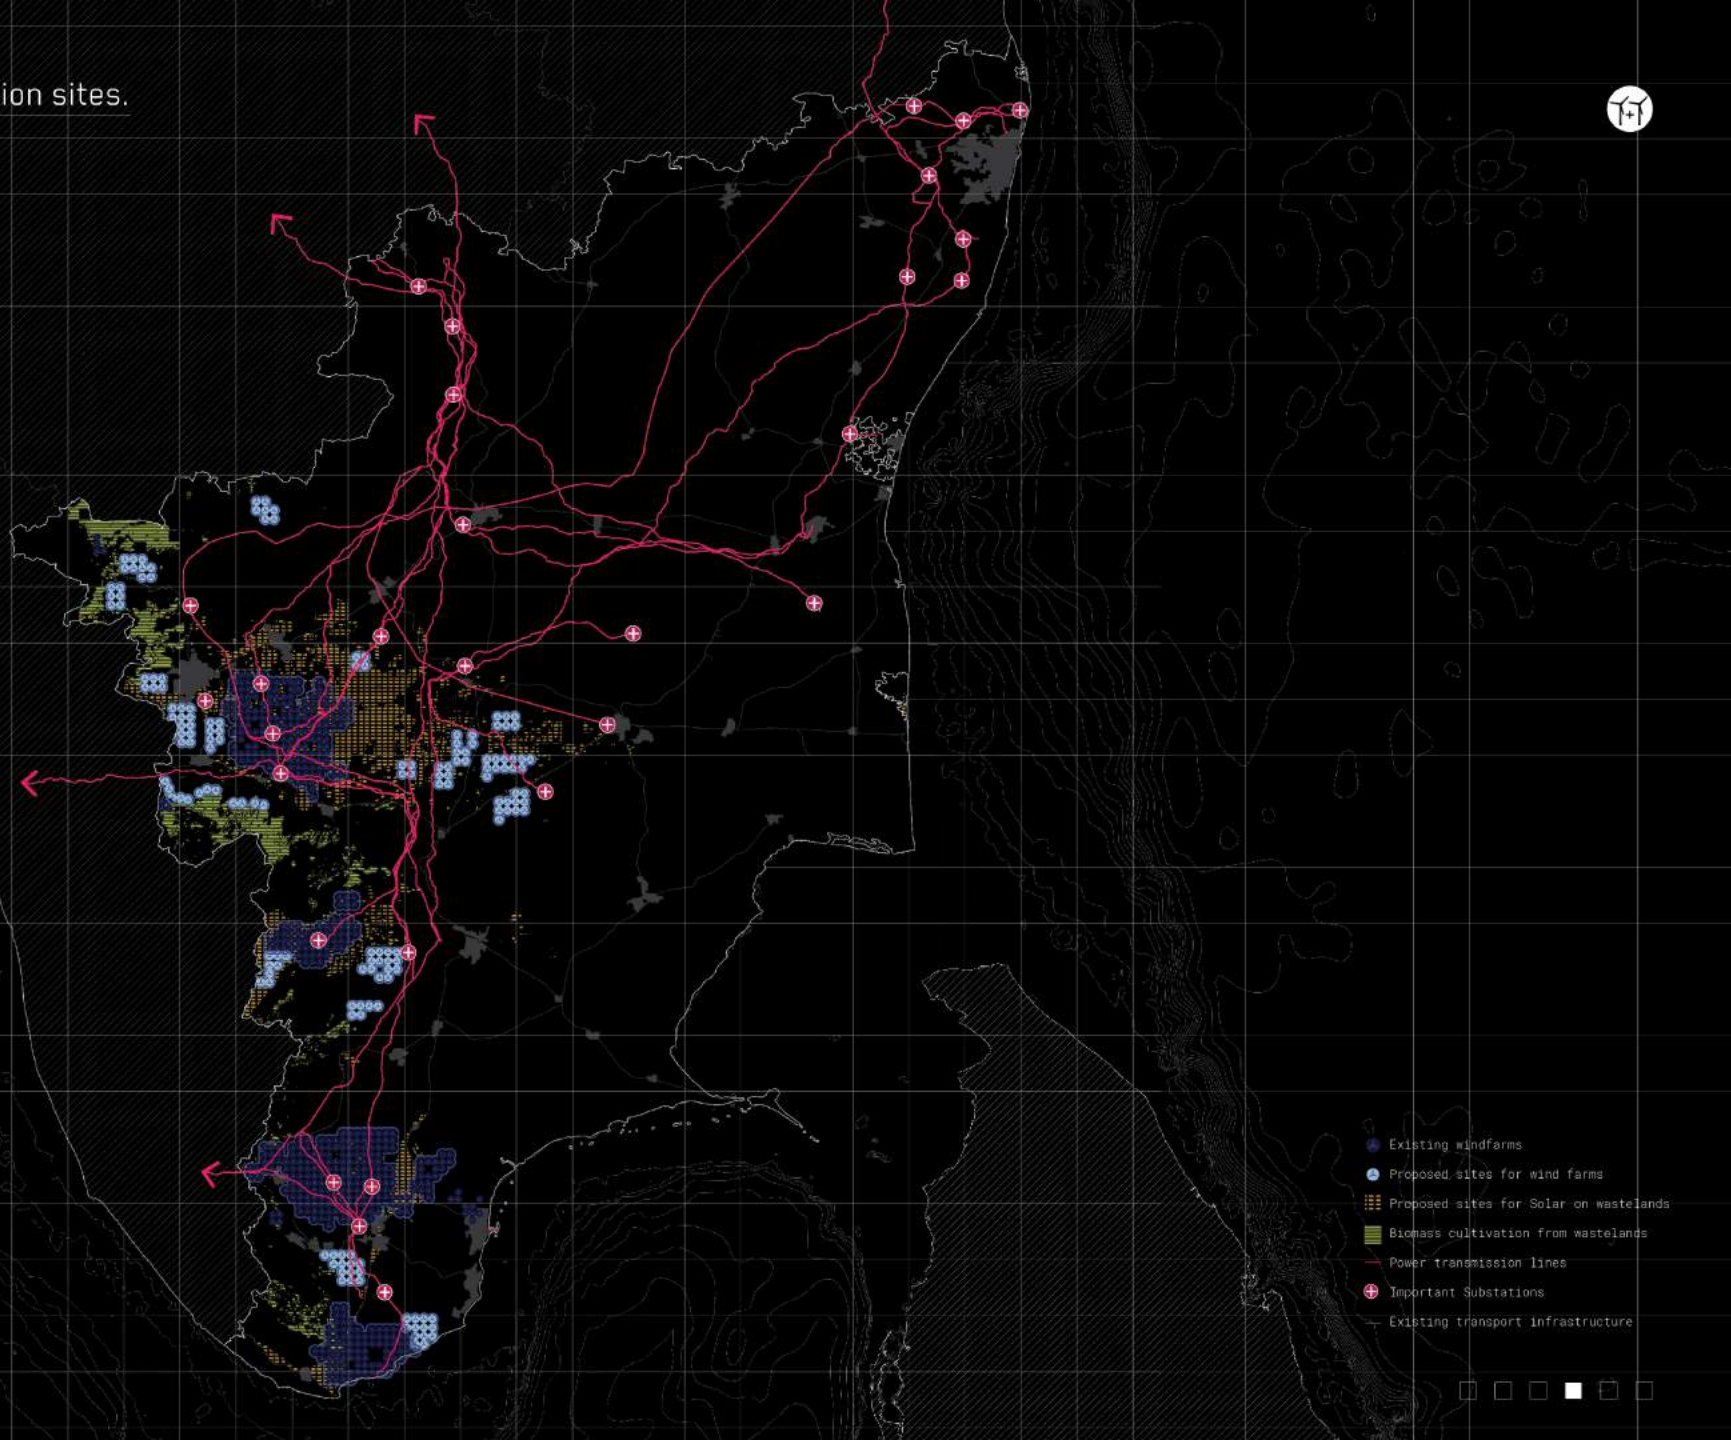 ion sites.
Existing windfarms
Proposed sites for wind farms
Proposed sites for Solar on wastelands
Biomass cultivation from wastelands
Power transmission lines
Important Substations
Existing transport infrastructure